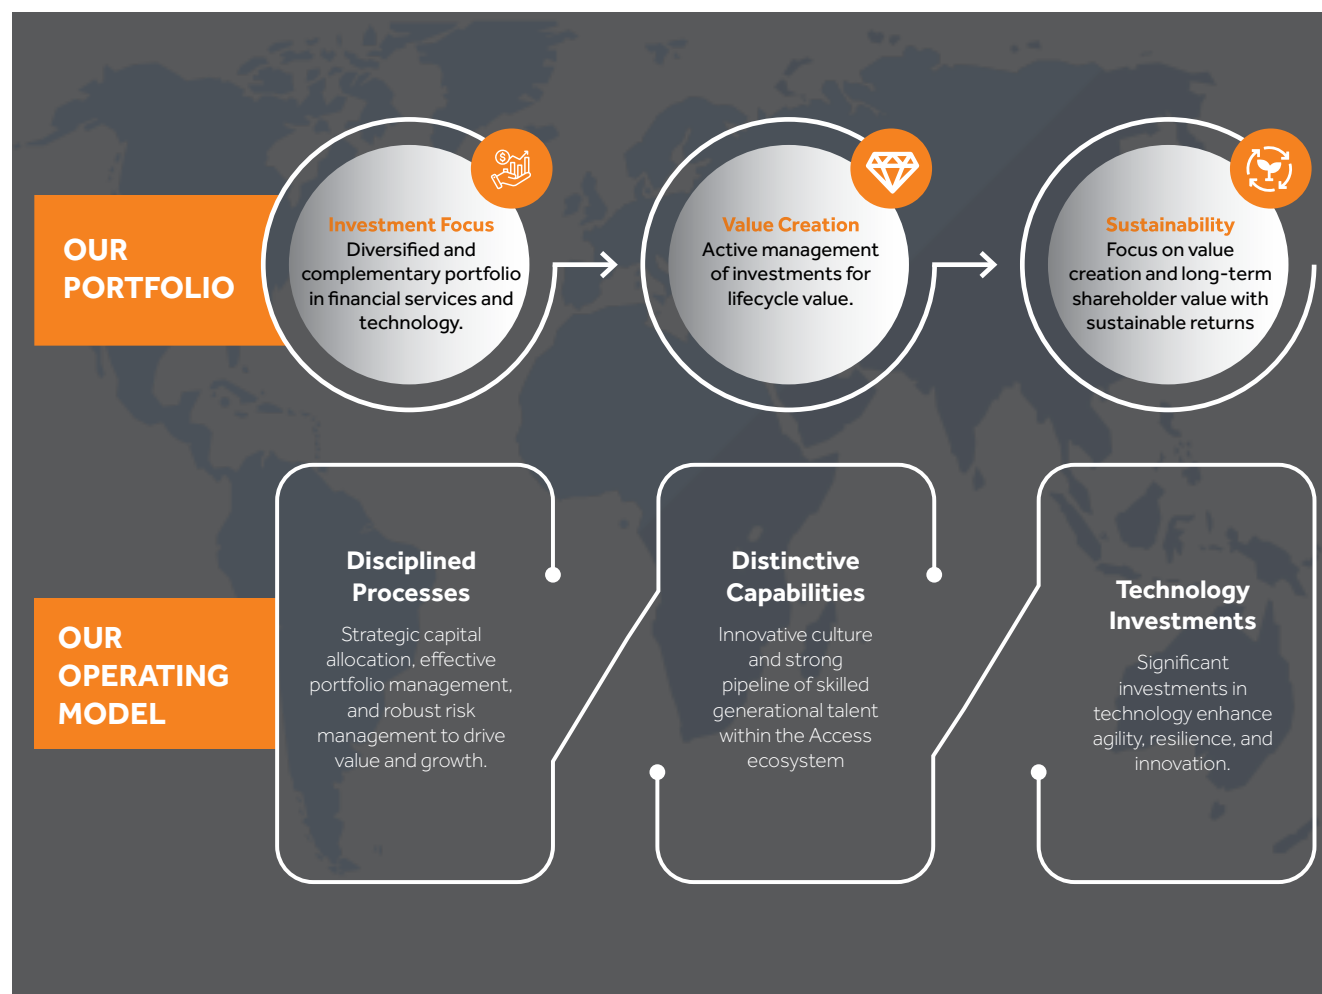 OUR
PORTFOLIO
Investment Focus
Diversified and
complementary portfolio
in financial services and
technology.
Value Creation
Active management
of investments for
lifecycle value.
Sustainability
Focus on value
creation and long-term
shareholder value with
sustainable returns
OUR
OPERATING
MODEL
Disciplined
Processes
Strategic capital
allocation, effective
portfolio management,
and robust risk
management to drive
value and growth.
Distinctive
Capabilities
Innovative culture
and strong
pipeline of skilled
generational talent
within the Access
ecosystem
Technology
Investments
Significant
investments in
technology enhance
agility, resilience, and
innovation.